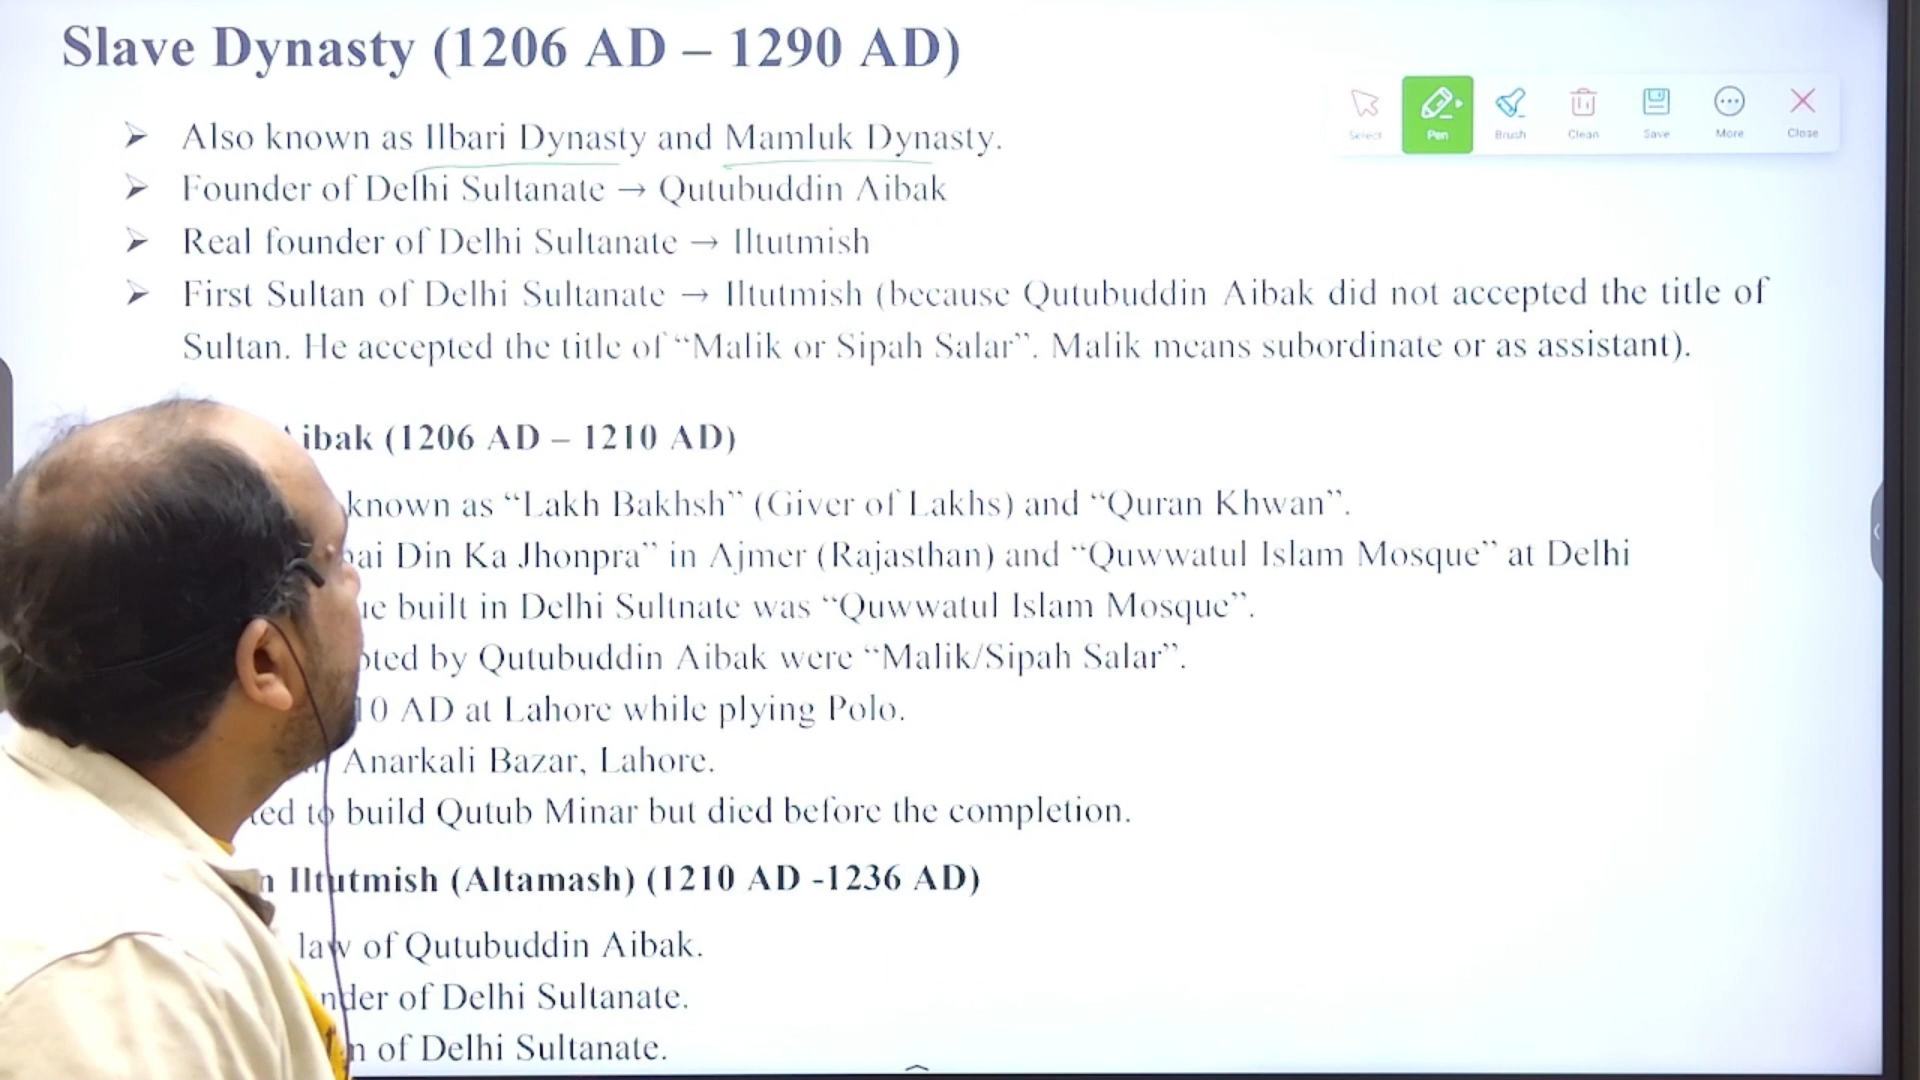 Slave Dynasty (1206 AD – 1290 AD)
Select Pen Brush Clean Save More Close
➤ Also known as Ilbari Dynasty and Mamluk Dynasty.
➤ Founder of Delhi Sultanate → Qutubuddin Aibak
➤ Real founder of Delhi Sultanate → Iltutmish
➤ First Sultan of Delhi Sultanate → Iltutmish (because Qutubuddin Aibak did not accepted the title of
Sultan. He accepted the title of “Malik or Sipah Salar”. Malik means subordinate or as assistant).
ibak (1206 AD – 1210 AD)
known as “Lakh Bakhsh” (Giver of Lakhs) and “Quran Khwan”.
ai Din Ka Jhonpra” in Ajmer (Rajasthan) and “Quwwatul Islam Mosque” at Delhi
ue built in Delhi Sultnate was “Quwwatul Islam Mosque”.
ted by Qutubuddin Aibak were “Malik/Sipah Salar”.
10 AD at Lahore while plying Polo.
Anarkali Bazar, Lahore.
ted to build Qutub Minar but died before the completion.
n Iltutmish (Altamash) (1210 AD -1236 AD)
law of Qutubuddin Aibak.
nder of Delhi Sultanate.
n of Delhi Sultanate.